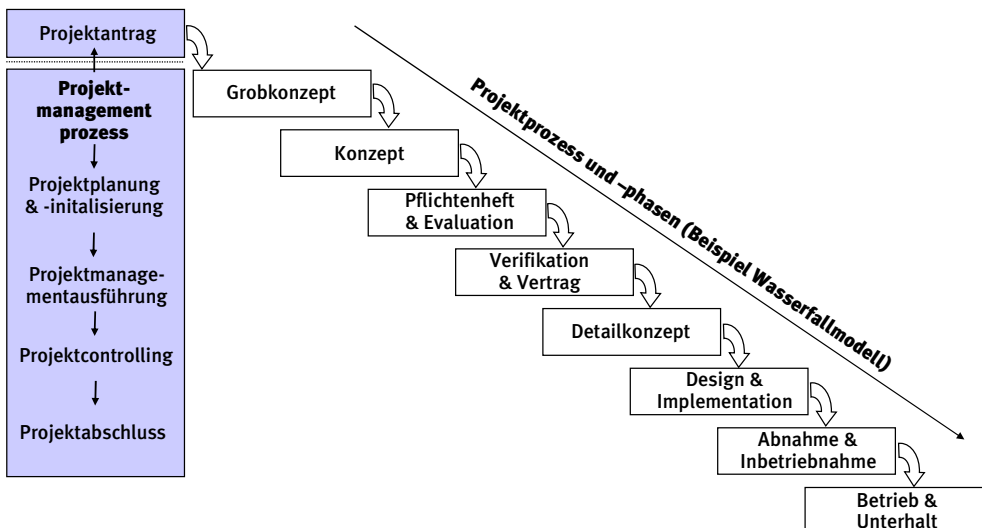 Projektantrag
Projekt-
management
prozess
Projektplanung
& -initalisierung
Projektmanage-
mentausführung
Projektcontrolling
Projektabschluss
Grobkonzept
Konzept
Pflichtenheft
& Evaluation
Verifikation
& Vertrag
Detailkonzept
Design &
Implementation
Abnahme &
Inbetriebnahme
Betrieb &
Unterhalt
Projektprozess und –phasen (Beispiel Wasserfallmodell)